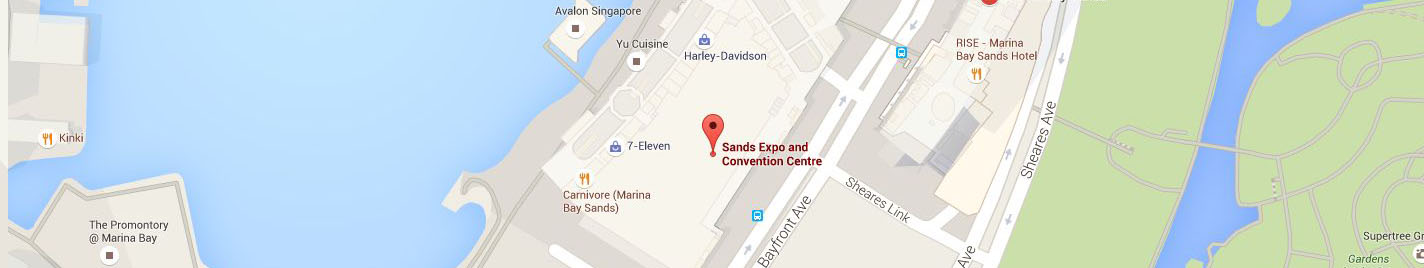 Avalon Singapore
Yu Cuisine
Harley-Davidson
RISE - Marina
Bay Sands Hotel
Kinki
7-Eleven
Sands Expo and
Convention Centre
Sheares Ave
Carnivore (Marina
Bay Sands)
Sheares Link
The Promontory
@ Marina Bay
Bayfront Ave
Ave
Supertree Gr
Gardens